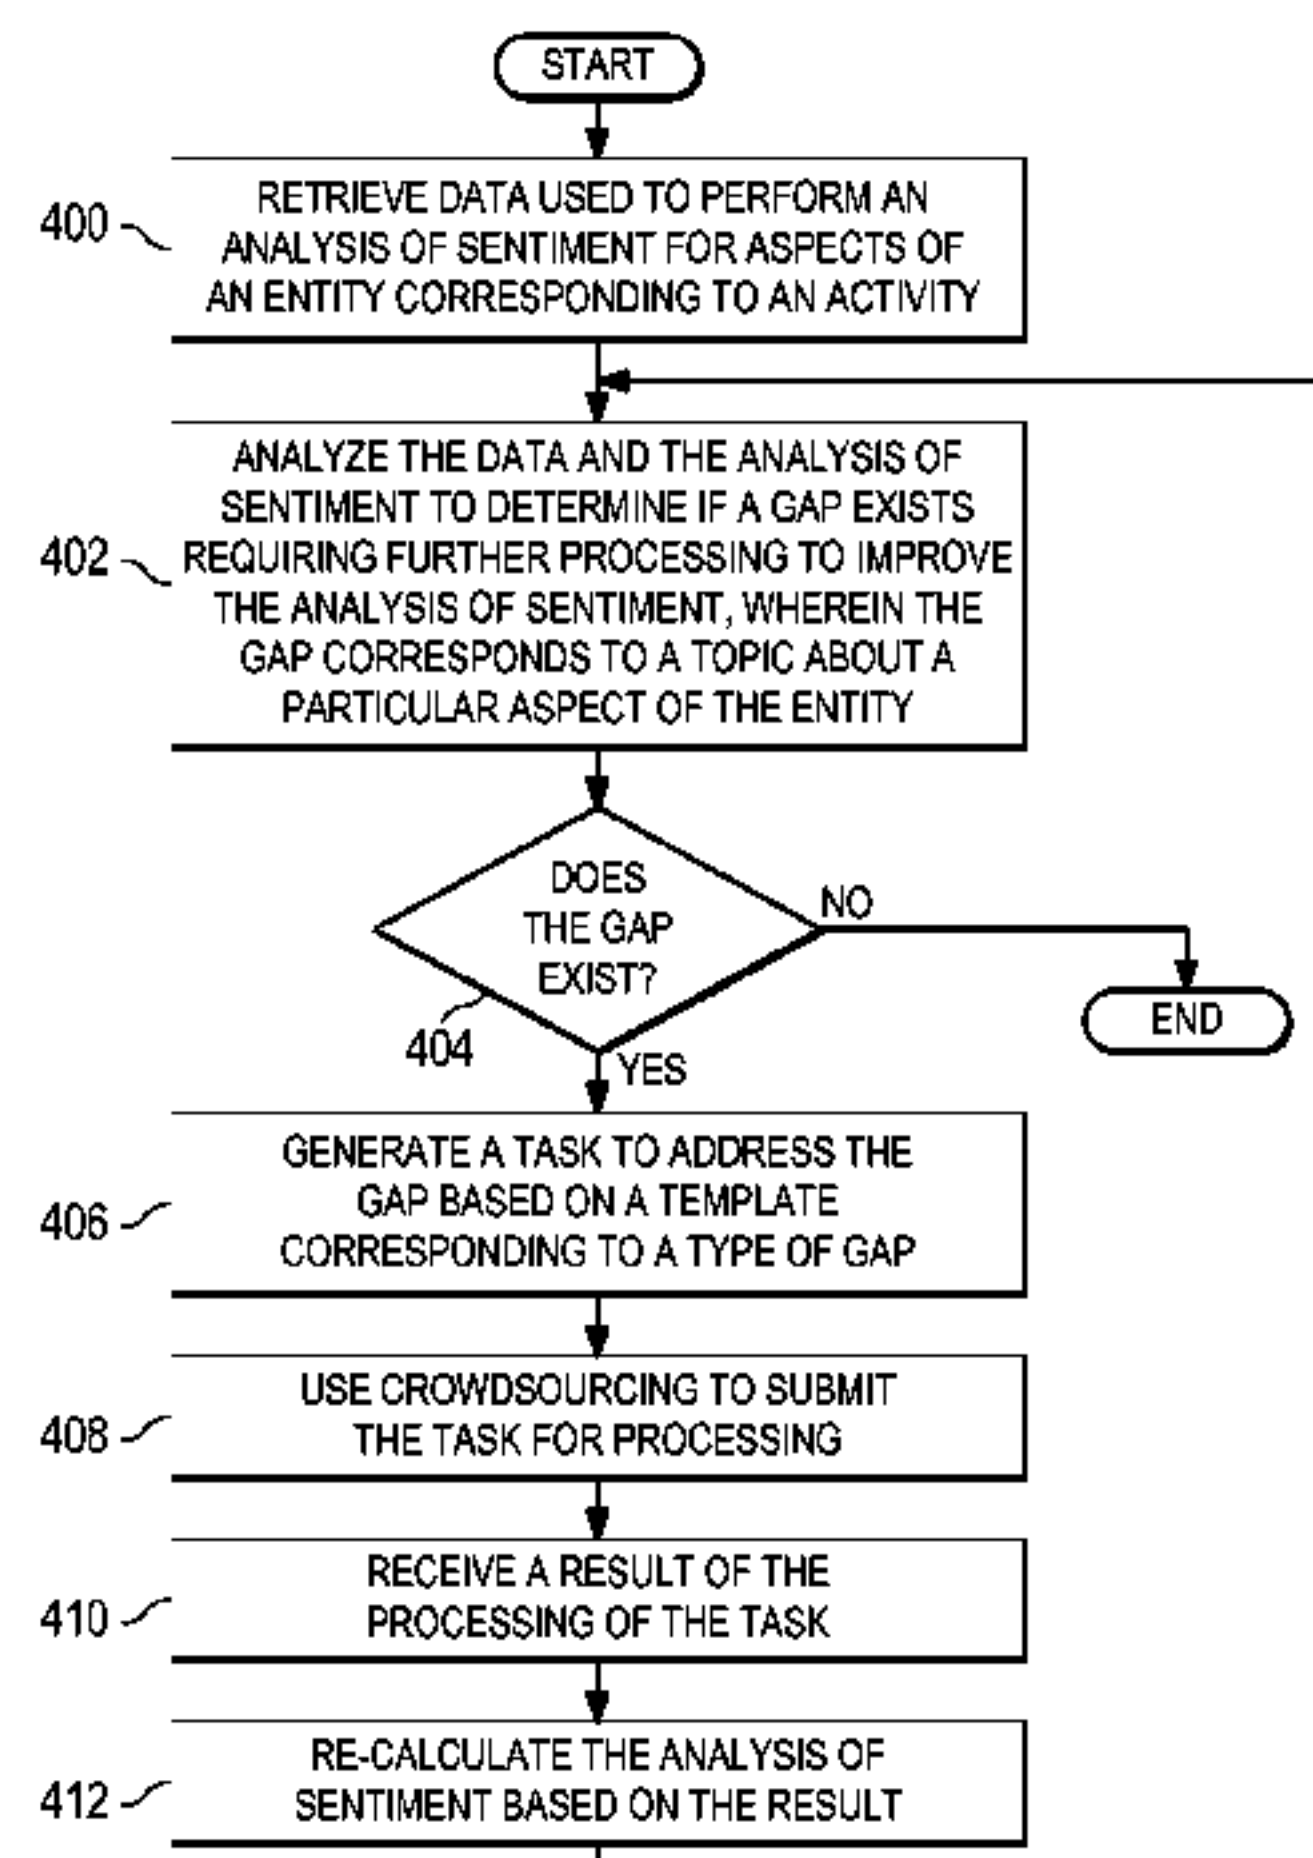 START
400
RETRIEVE DATA USED TO PERFORM AN
ANALYSIS OF SENTIMENT FOR ASPECTS OF
AN ENTITY CORRESPONDING TO AN ACTIVITY
402
ANALYZE THE DATA AND THE ANALYSIS OF
SENTIMENT TO DETERMINE IF A GAP EXISTS
REQUIRING FURTHER PROCESSING TO IMPROVE
THE ANALYSIS OF SENTIMENT, WHEREIN THE
GAP CORRESPONDS TO A TOPIC ABOUT A
PARTICULAR ASPECT OF THE ENTITY
DOES
THE GAP
EXIST?
404
NO
END
YES
406
GENERATE A TASK TO ADDRESS THE
GAP BASED ON A TEMPLATE
CORRESPONDING TO A TYPE OF GAP
408
USE CROWDSOURCING TO SUBMIT
THE TASK FOR PROCESSING
410
RECEIVE A RESULT OF THE
PROCESSING OF THE TASK
412
RE-CALCULATE THE ANALYSIS OF
SENTIMENT BASED ON THE RESULT